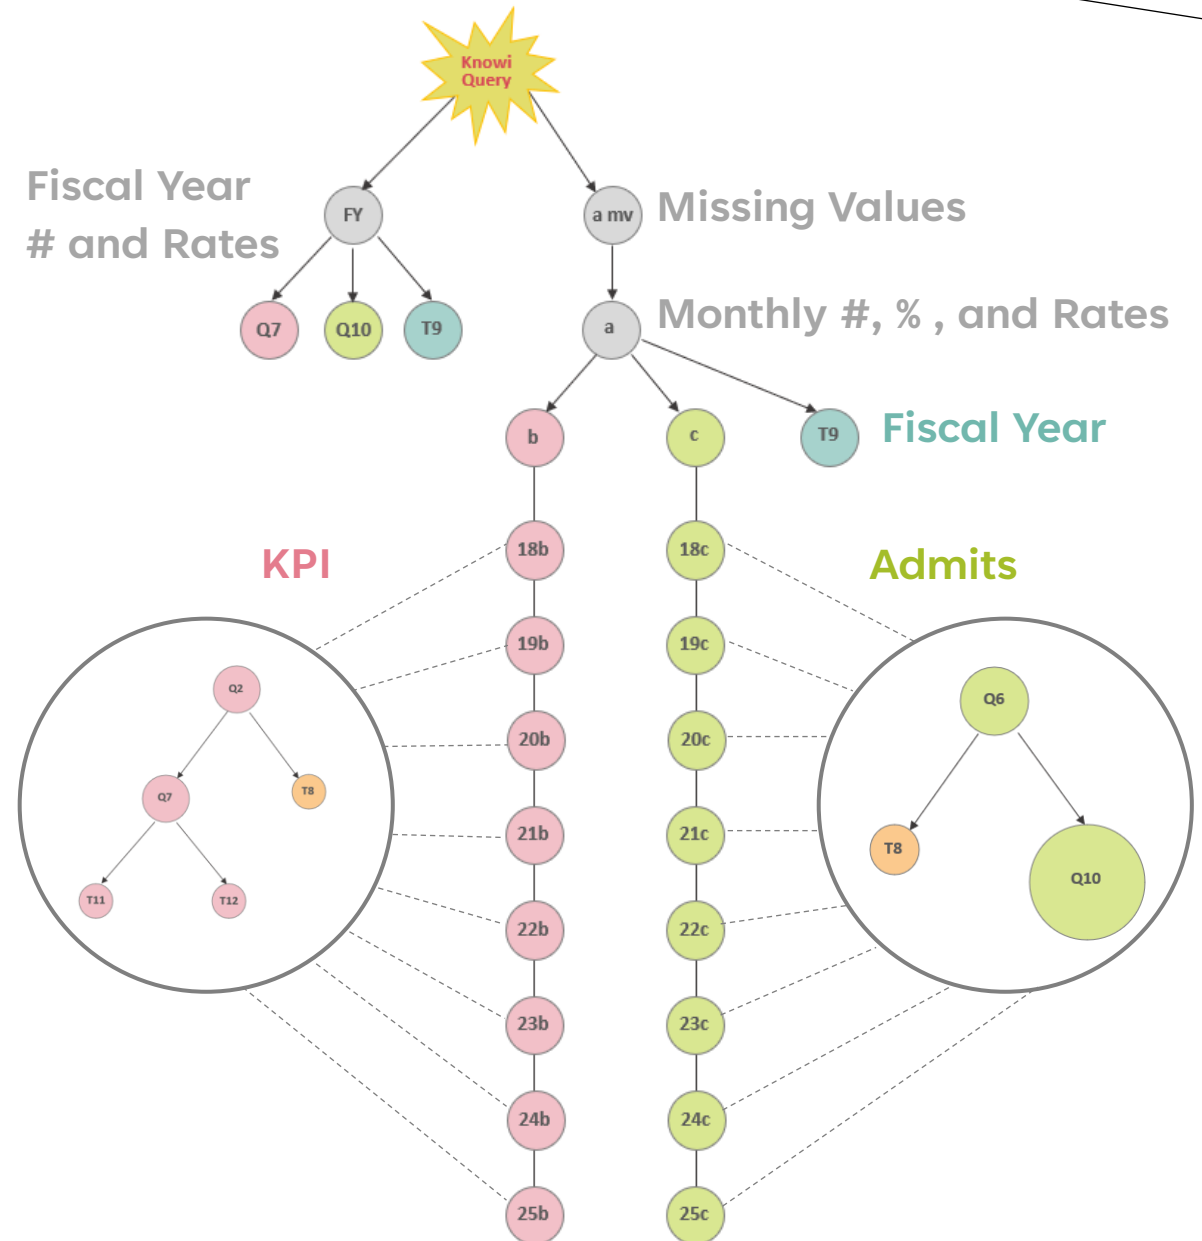 Knowi
Query
Fiscal Year
# and Rates
FY
a mv
Missing Values
Q7
Q10
T9
a
Monthly #, % , and Rates
b
c
T9
Fiscal Year
KPI
18b
18c
Admits
19b
19c
Q2
Q6
20b
20c
Q7
T8
21b
21c
T8
Q10
T11
T12
22b
22c
23b
23c
24b
24c
25b
25c